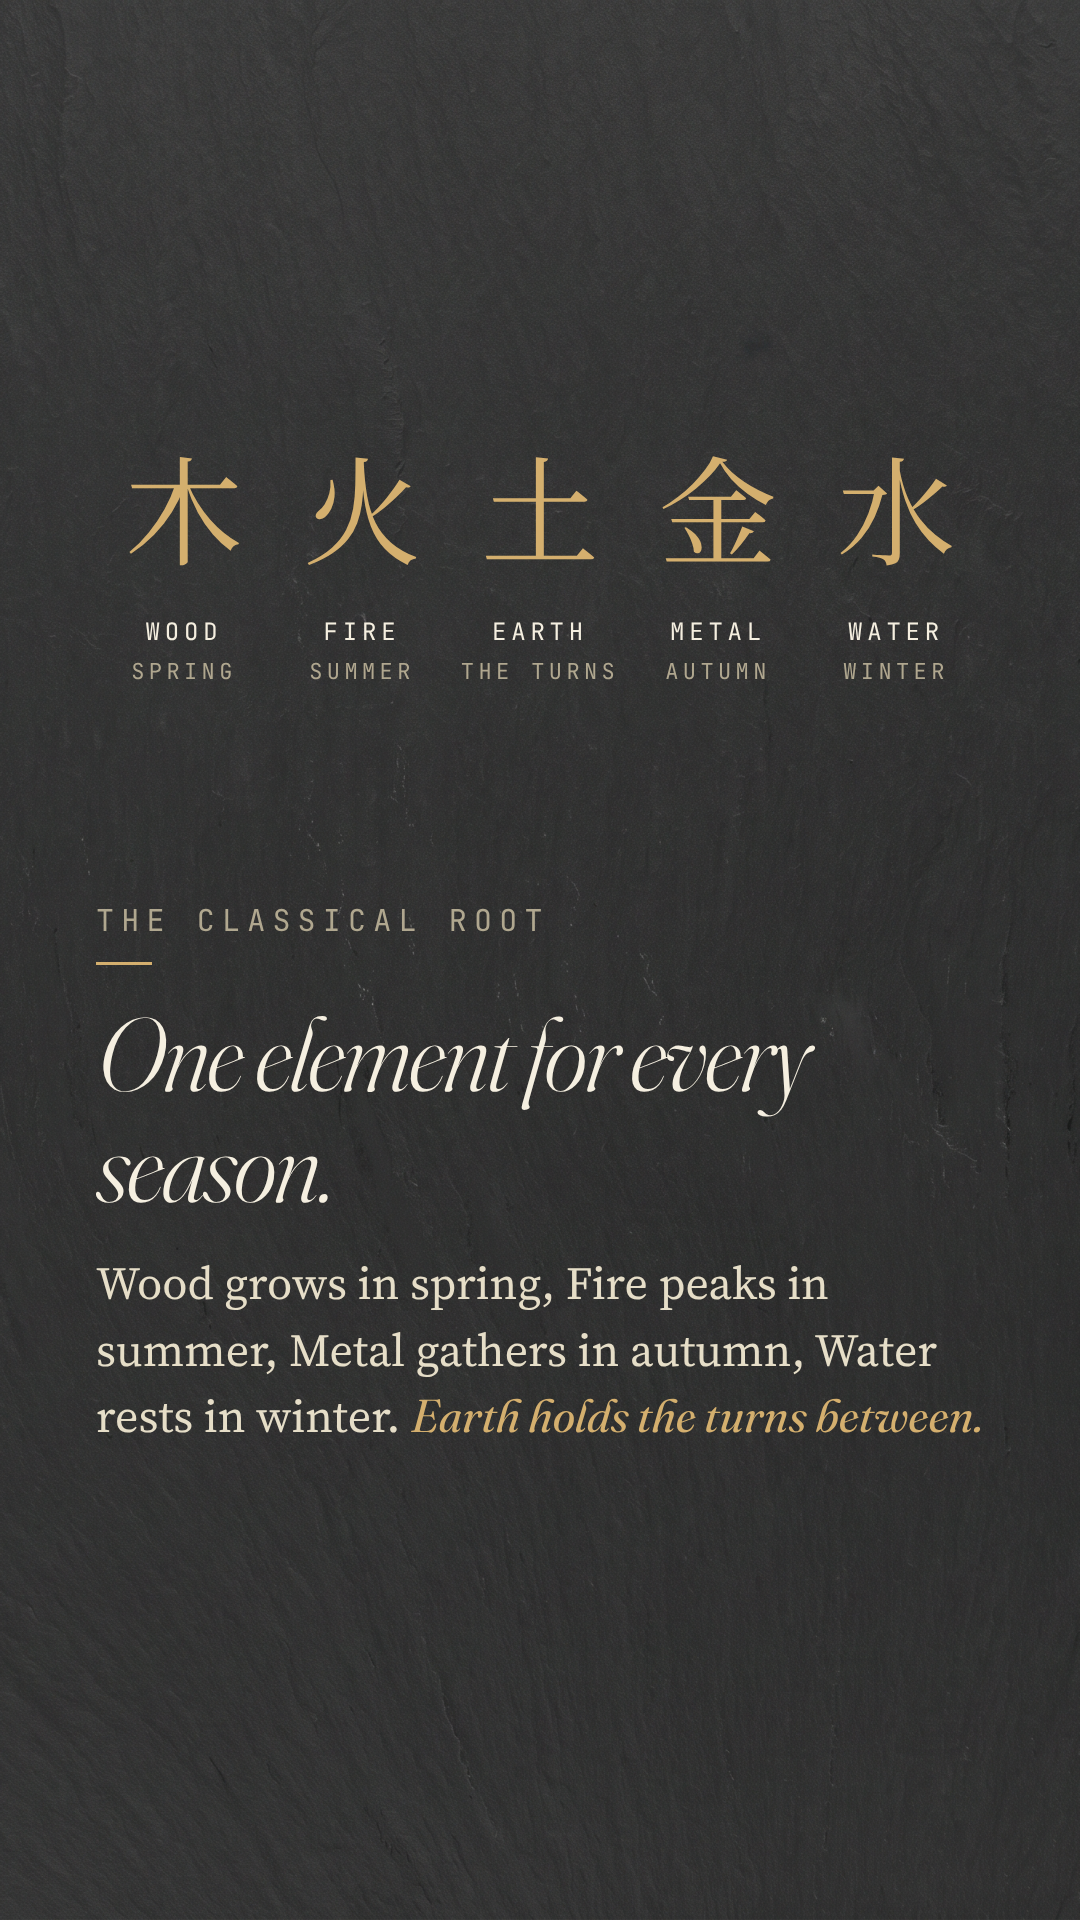 木 火 土 金 水
WOOD FIRE EARTH METAL WATER
SPRING SUMMER THE TURNS AUTUMN WINTER
THE CLASSICAL ROOT
One element for every
season.
Wood grows in spring, Fire peaks in
summer, Metal gathers in autumn, Water
rests in winter. Earth holds the turns between.